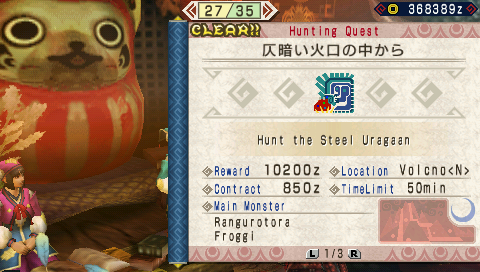 27/35
368389z
CLEAR!!
Hunting Quest
仄暗い火口の中から
Hunt the Steel Uragaan
Reward 10200z
Location Volcno<N>
Contract 850z
TimeLimit 50min
Main Monster
Rangurotora
Froggi
L 1/3 R